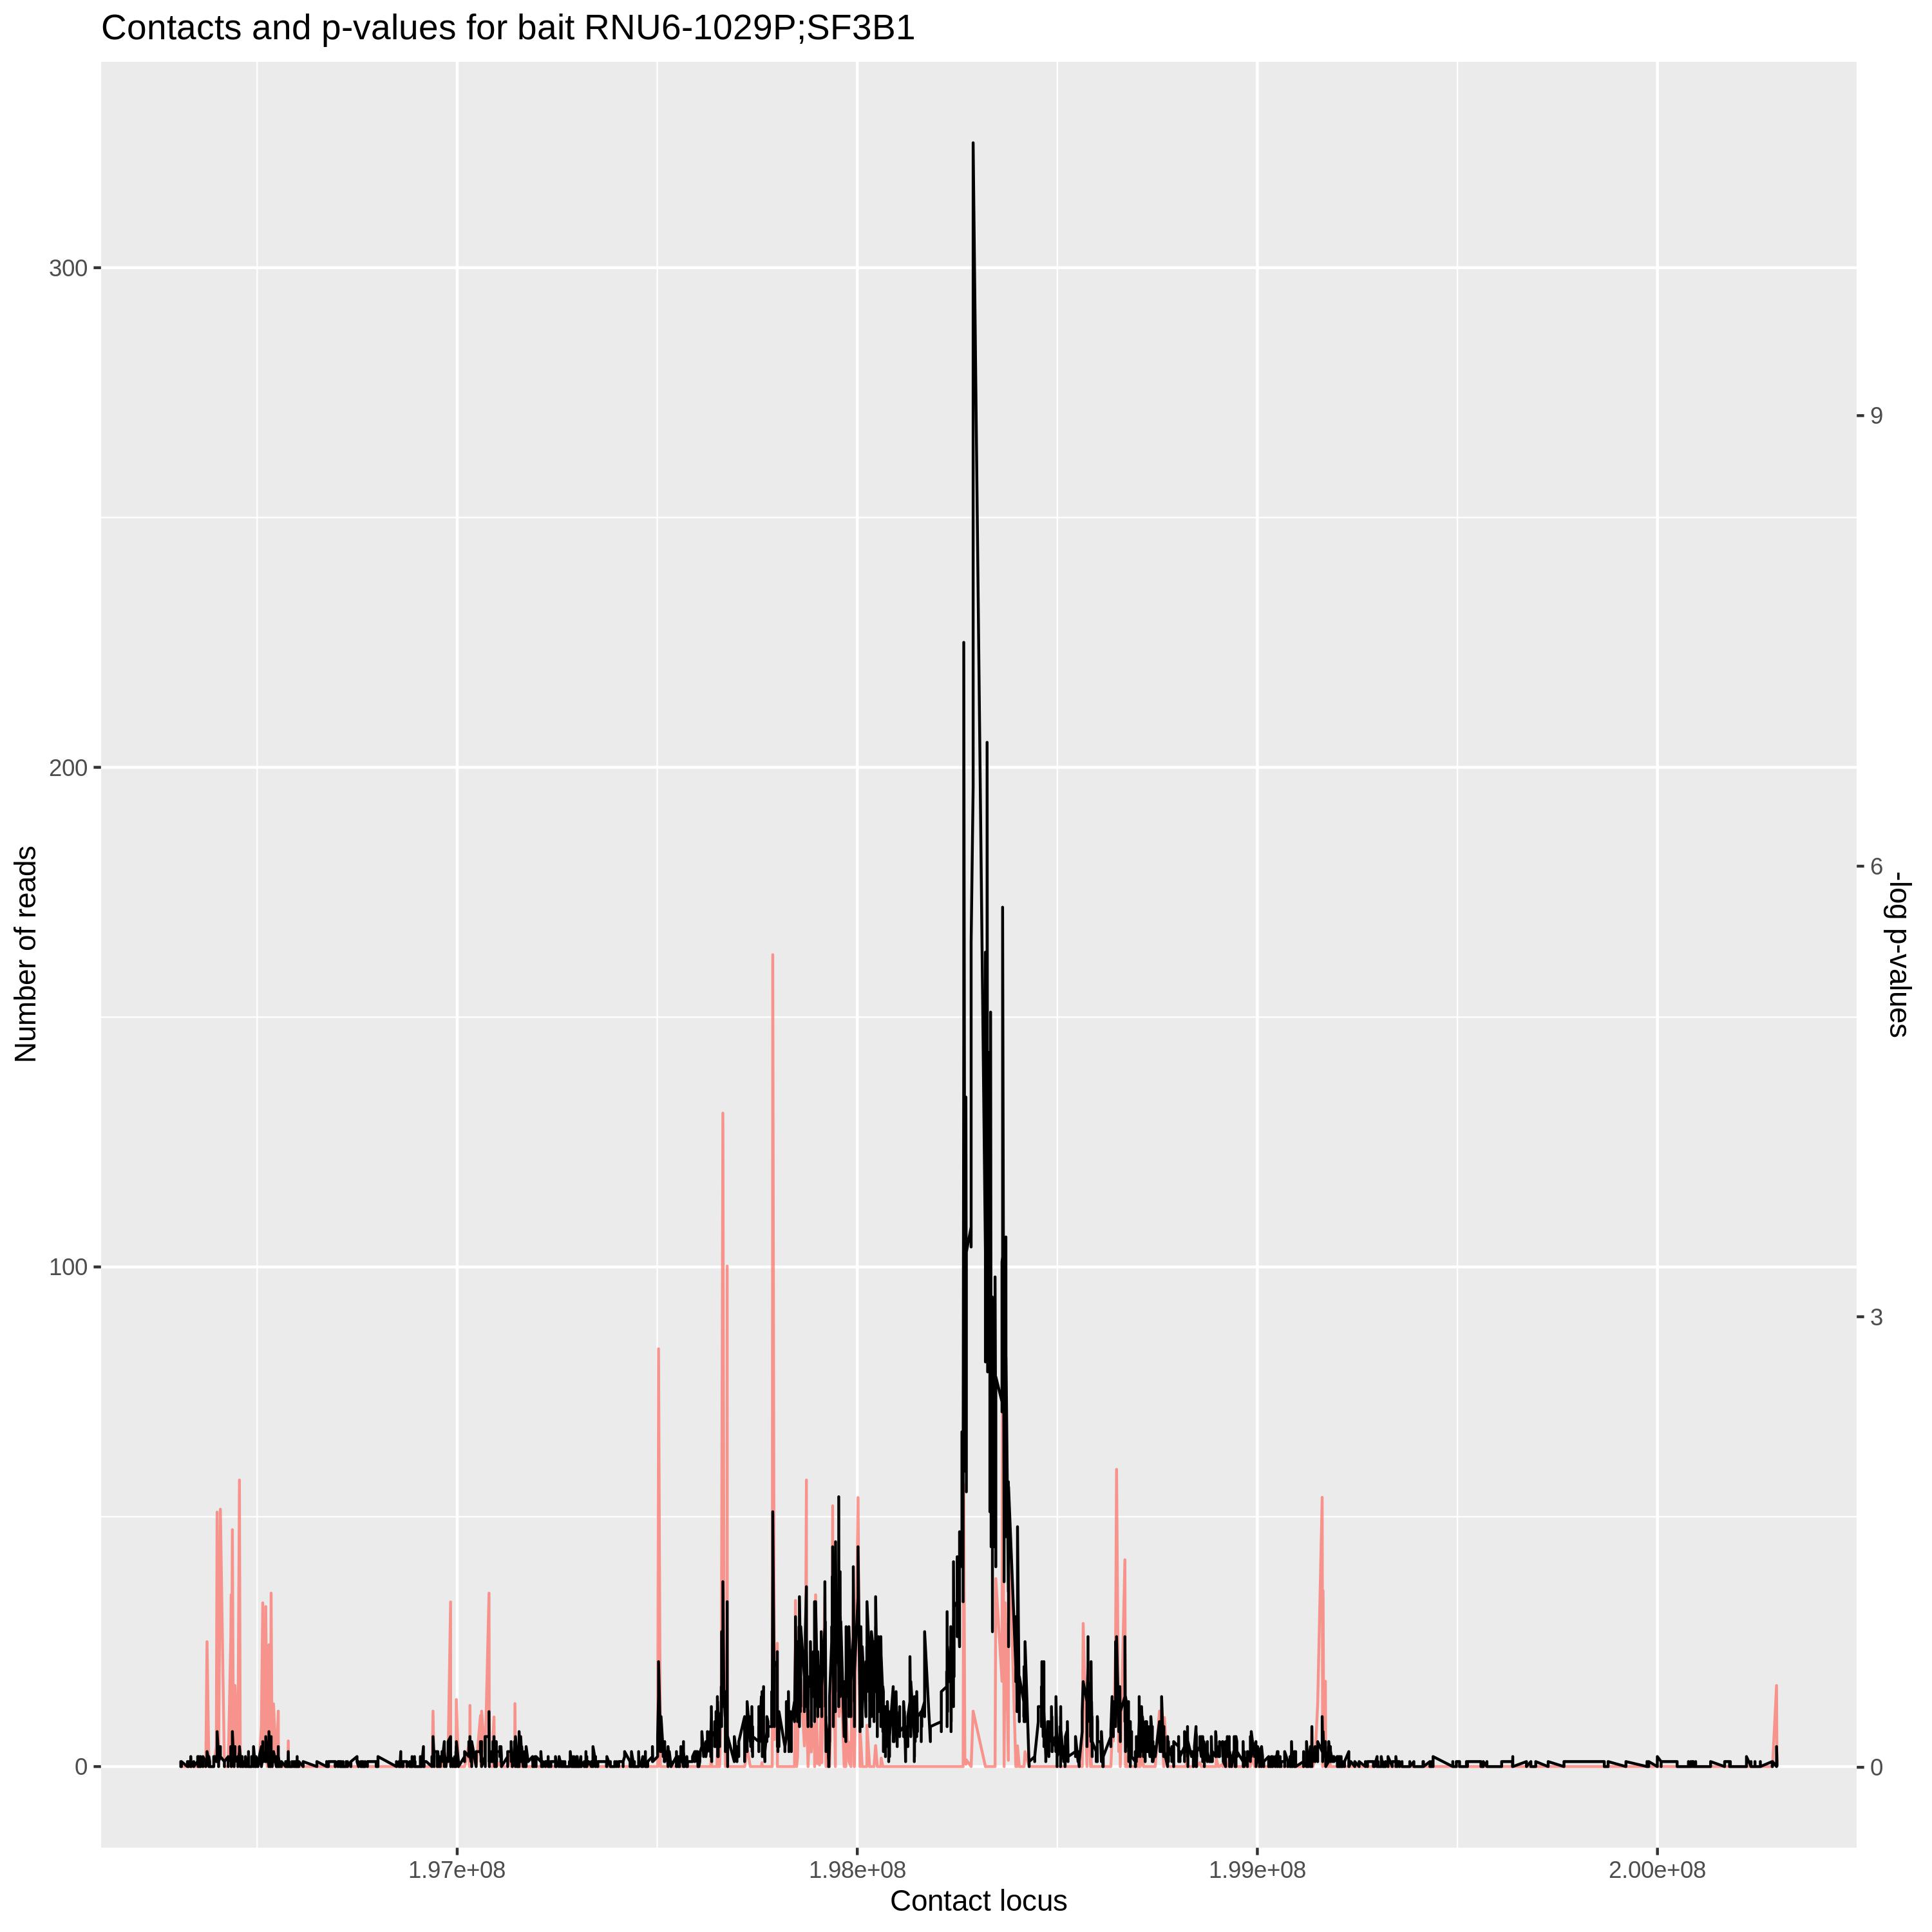 Contacts and p-values for bait RNU6-1029P;SF3B1
Number of reads
300
200
100
0
9
6
3
0
-log p-values
1.97e+08
1.98e+08
1.99e+08
2.00e+08
Contact locus